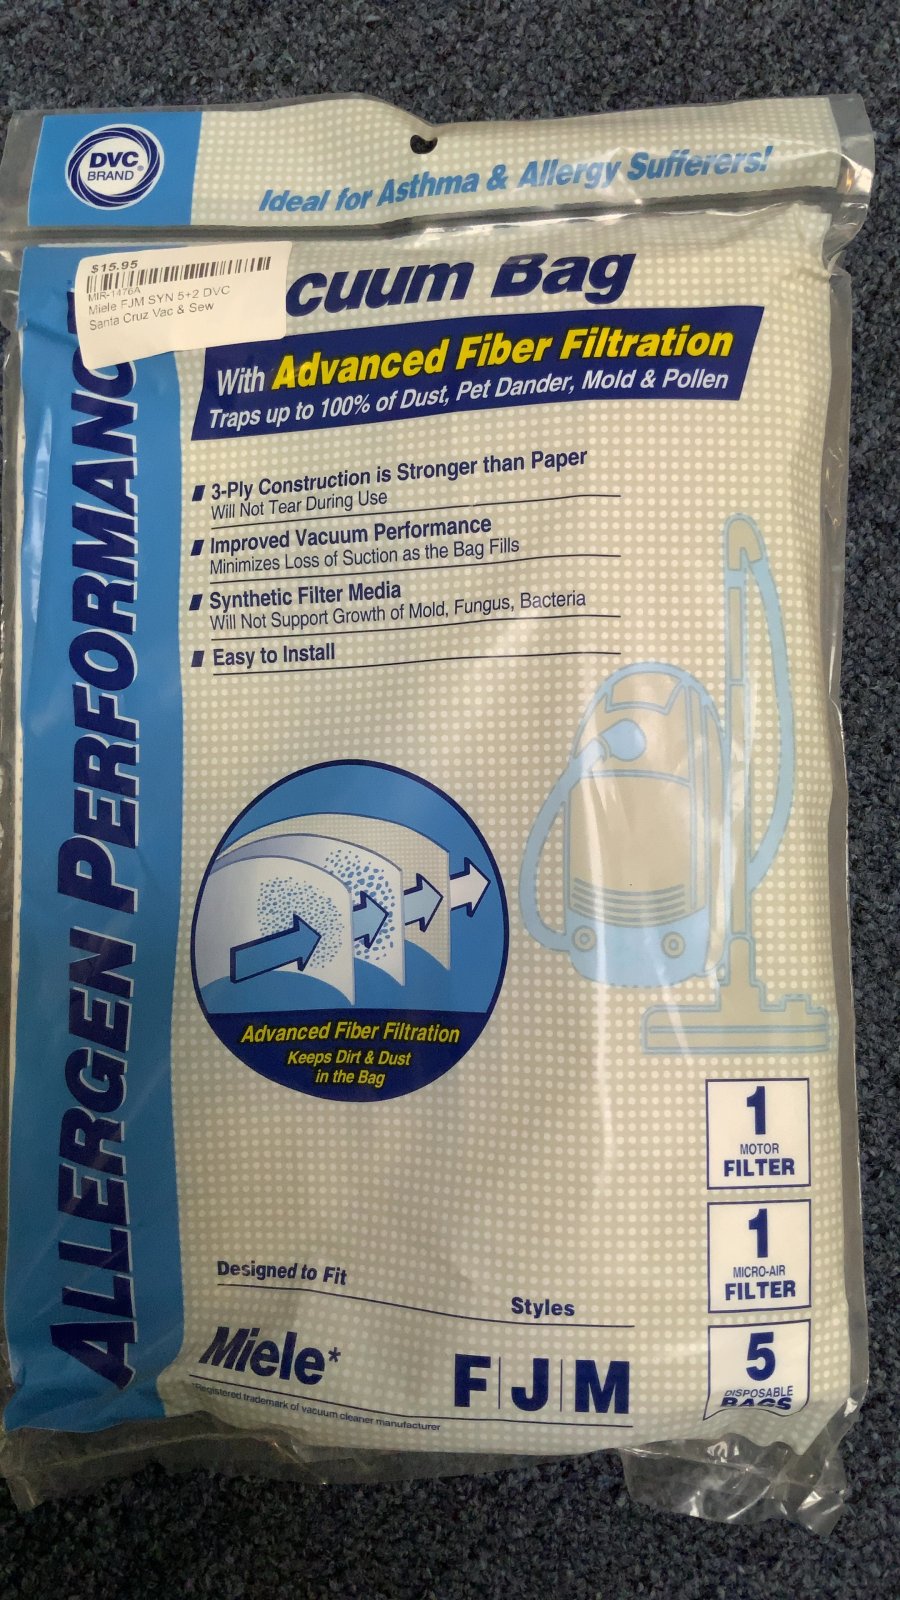 DVC®
BRAND
Ideal for Asthma & Allergy Sufferers!
$15.95
MIR-1476A
Miele FJM SYN 5+2 DVC
Santa Cruz Vac & Sew
cuum Bag
With Advanced Fiber Filtration
Traps up to 100% of Dust, Pet Dander, Mold & Pollen
ALLERGEN PERFORMANC
3-Ply Construction is Stronger than Paper
Will Not Tear During Use
Improved Vacuum Performance
Minimizes Loss of Suction as the Bag Fills
Synthetic Filter Media
Will Not Support Growth of Mold, Fungus, Bacteria
Easy to Install
Advanced Fiber Filtration
Keeps Dirt & Dust
in the Bag
1
MOTOR
FILTER
1
MICRO-AIR
FILTER
5
DISPOSABLE
BAGS
Designed to Fit
Styles
Miele*
F|J|M
*Registered trademark of vacuum cleaner manufacturer